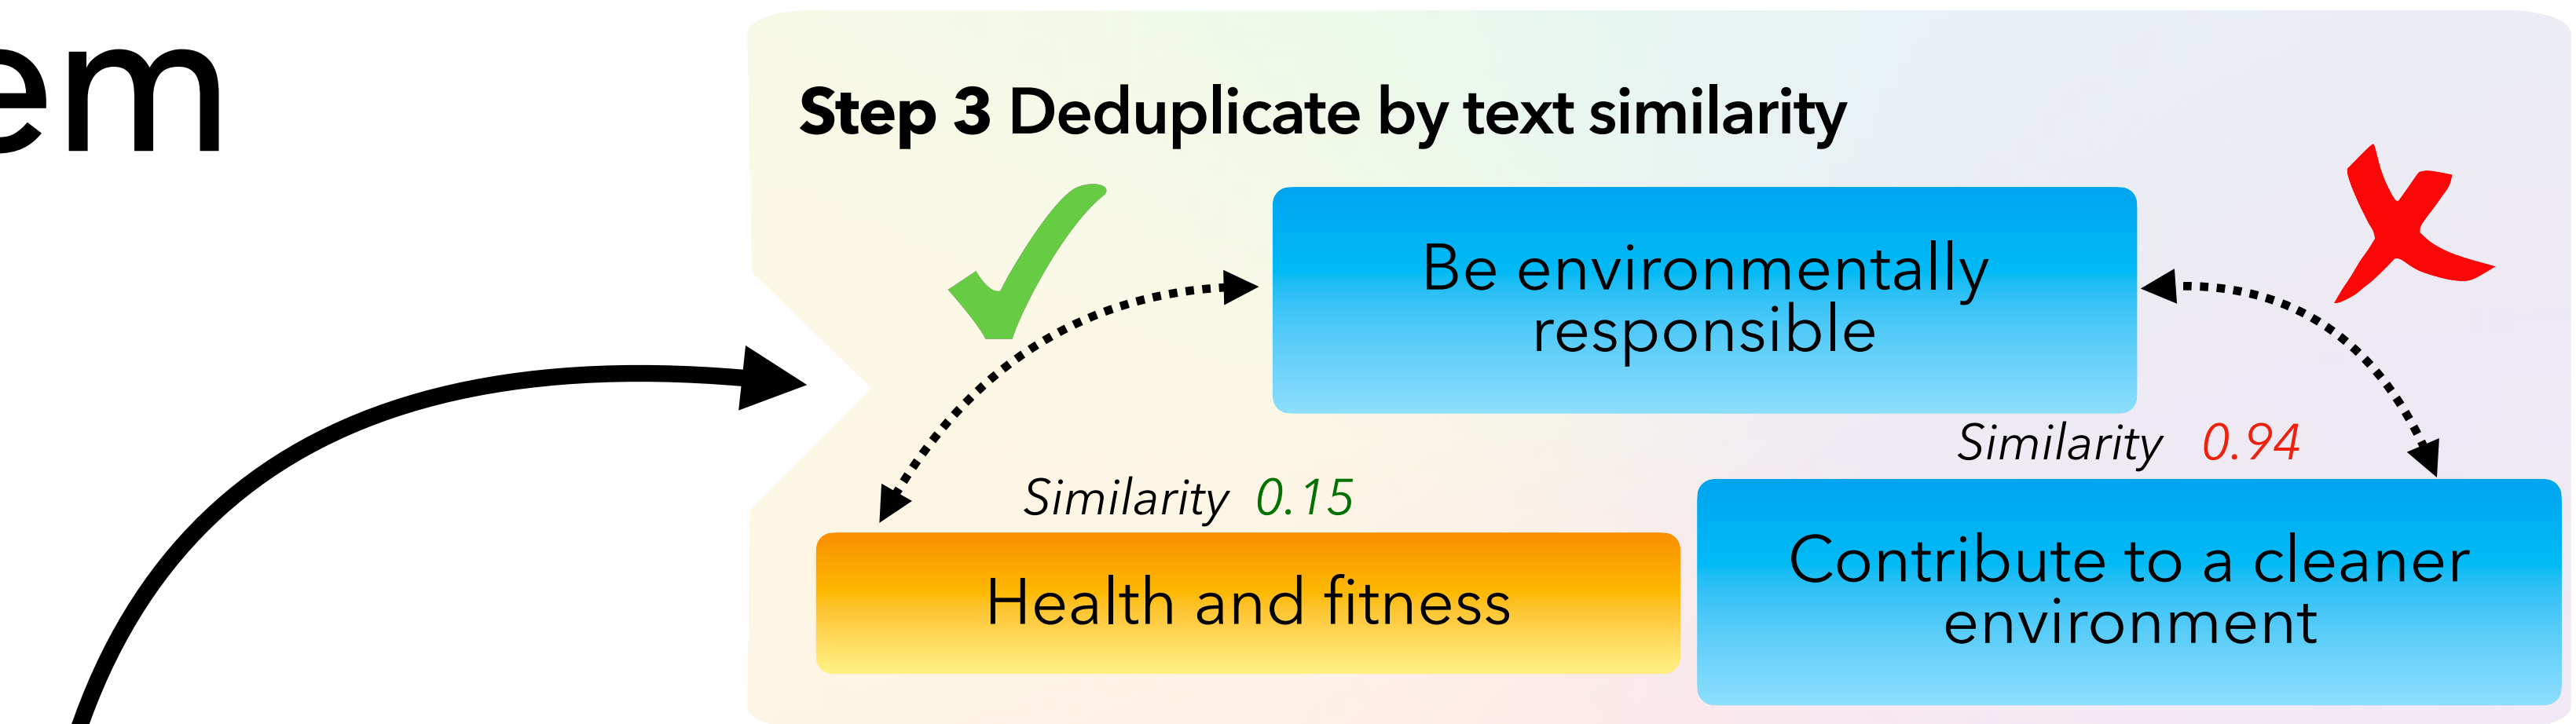 em
Step 3 Deduplicate by text similarity
Be environmentally
responsible
Similarity 0.94
Similarity 0.15
Health and fitness
Contribute to a cleaner
environment